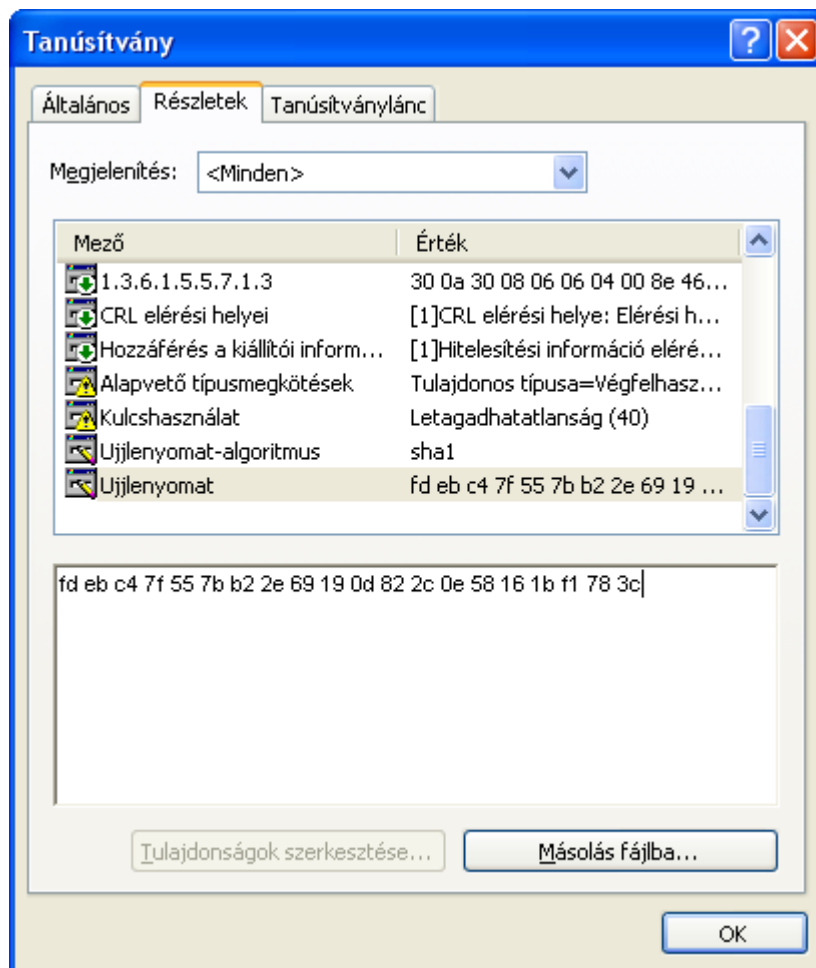 Tanúsítvány
Általános Részletek Tanúsítványlánc
Megjelenítés: <Minden>
Mező Érték
1.3.6.1.5.5.7.1.3 30 0a 30 08 06 06 04 00 8e 46...
CRL elérési helyei [1]CRL elérési helye: Elérési h...
Hozzáférés a kiállítói inform... [1]Hitelesítési információ eléré...
Alapvető típusmegkötések Tulajdonos típusa=Végfelhasz...
Kulcshasználat Letagadhatatlanság (40)
Ujjlenyomat-algoritmus sha1
Ujjlenyomat fd eb c4 7f 55 7b b2 2e 69 19 ...
fd eb c4 7f 55 7b b2 2e 69 19 0d 82 2c 0e 58 16 1b f1 78 3c
Tulajdonságok szerkesztése... Másolás fájlba...
OK